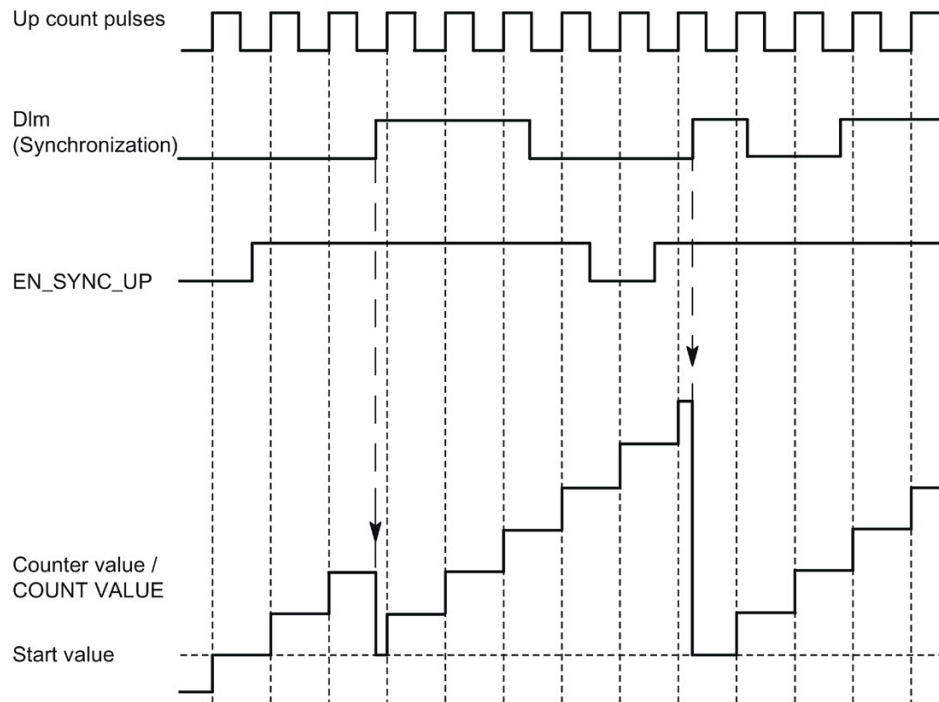 Up count pulses
DIm
(Synchronization)
EN_SYNC_UP
Counter value /
COUNT VALUE
Start value